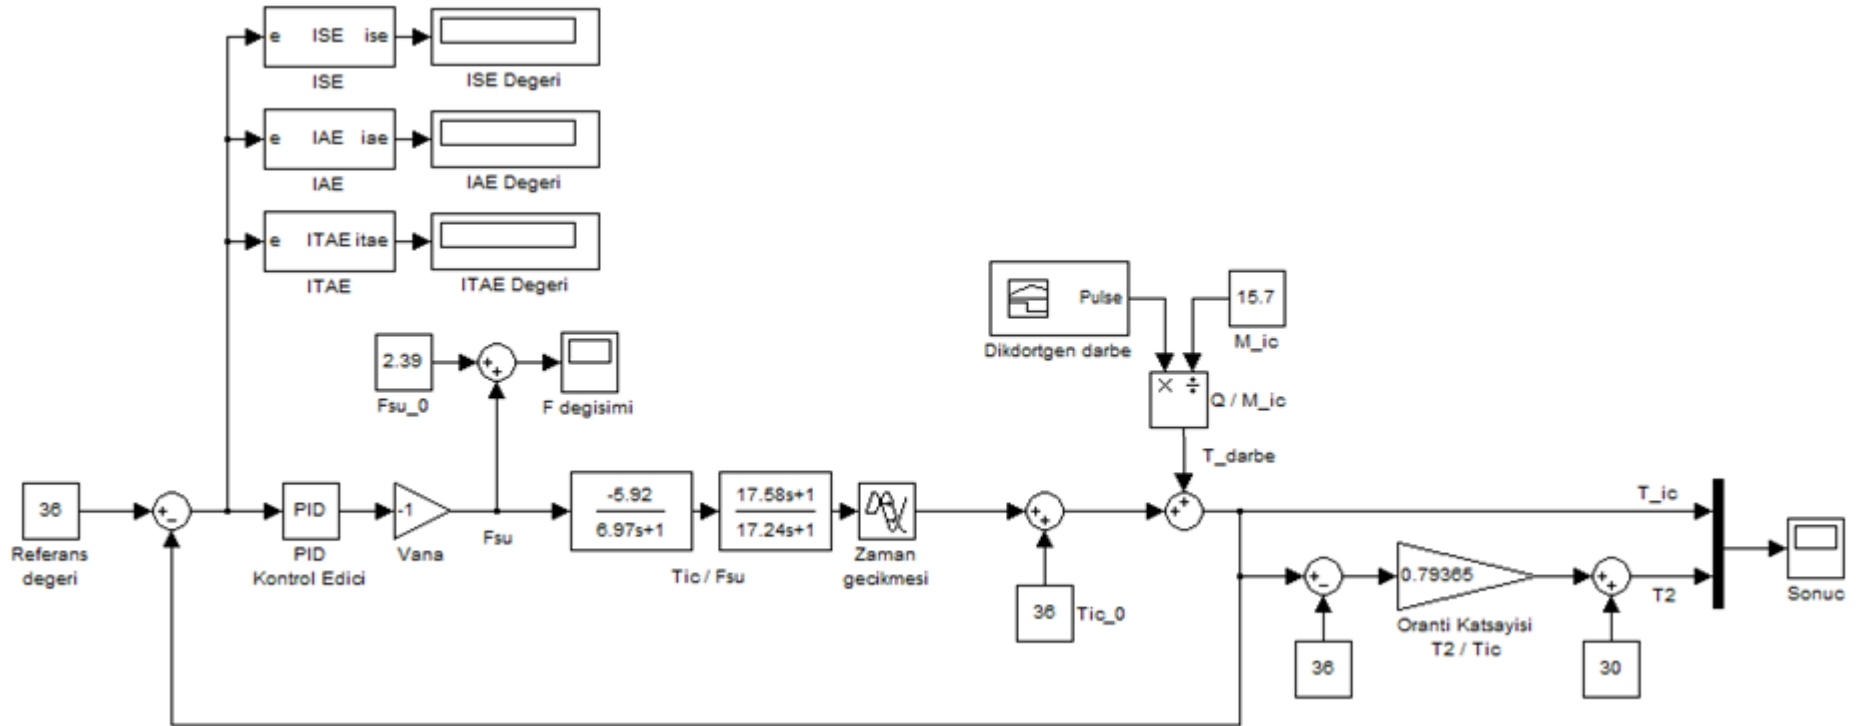 e ISE ise
ISE
ISE Degeri
e IAE iae
IAE
IAE Degeri
e ITAE itae
ITAE
ITAE Degeri
Pulse
Dikdortgen darbe
15.7
M_ic
× ÷
Q / M_ic
T_darbe
2.39
Fsu_0
+
+
F degisimi
36
Referans
degeri
+
-
PID
PID
Kontrol Edici
-1
Vana
Fsu
-5.92
6.97s+1
17.58s+1
17.24s+1
Tic / Fsu
Zaman
gecikmesi
+
+
36
Tic_0
+
+
T_ic
+
-
36
0.79365
Oranti Katsayisi
T2 / Tic
+
+
30
T2
Sonuc